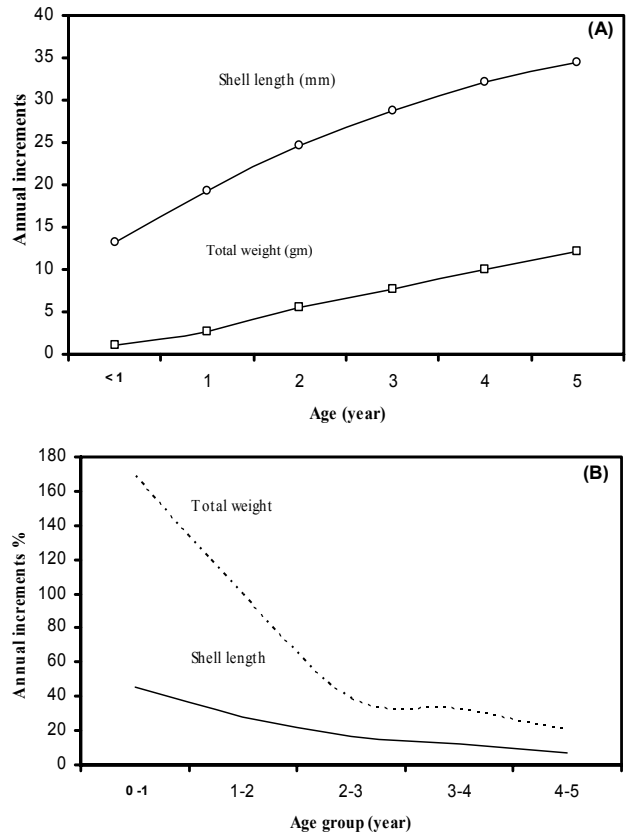 (A)
40
35
30
25
20
15
10
5
0
Annual increments
Shell length (mm)
Total weight (gm)
< 1 1 2 3 4 5
Age (year)
(B)
180
160
140
120
100
80
60
40
20
0
Annual increments %
Total weight
Shell length
0 -1 1-2 2-3 3-4 4-5
Age group (year)